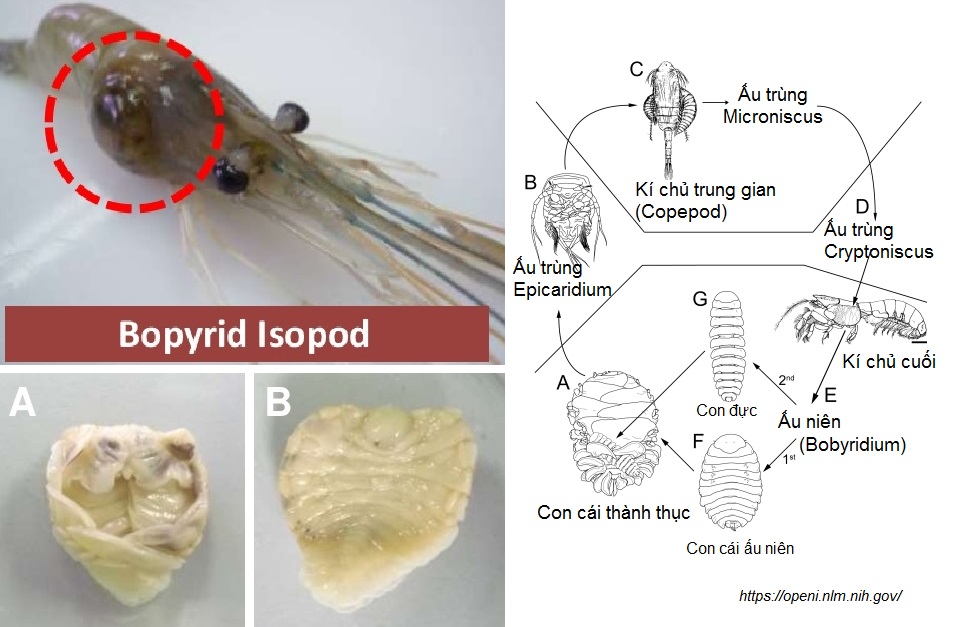 Bopyrid Isopod
A
B
C
Ấu trùng
Microniscus
Kí chủ trung gian
(Copepod)
B
Ấu trùng
Epicaridium
D
Ấu trùng
Cryptoniscus
Kí chủ cuối
G
2nd
Con đực
E
Ấu niên
(Bobyridium)
1st
A
F
Con cái thành thục
Con cái ấu niên
https://openi.nlm.nih.gov/